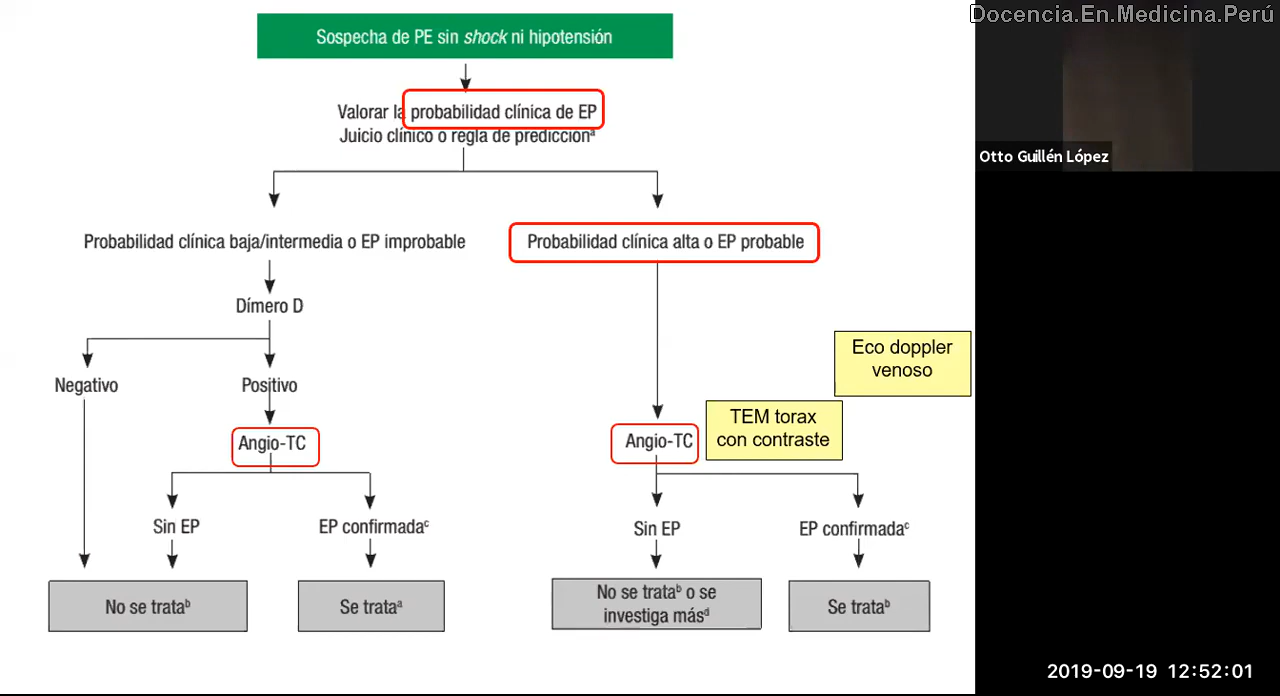 Docencia.En.Medicina.Perú
Sospecha de PE sin shock ni hipotensión
Valorar la probabilidad clínica de EP
Juicio clínico o regla de predicciónª
Otto Guillén López
Probabilidad clínica baja/intermedia o EP improbable
Probabilidad clínica alta o EP probable
Dímero D
Eco doppler
venoso
Negativo
Positivo
Angio-TC
Angio-TC
TEM torax
con contraste
Sin EP
EP confirmadaᶜ
Sin EP
EP confirmadaᶜ
No se trataᵇ
Se trataª
No se trataᵇ o se
investiga másᵈ
Se trataᵇ
2019-09-19 12:52:01